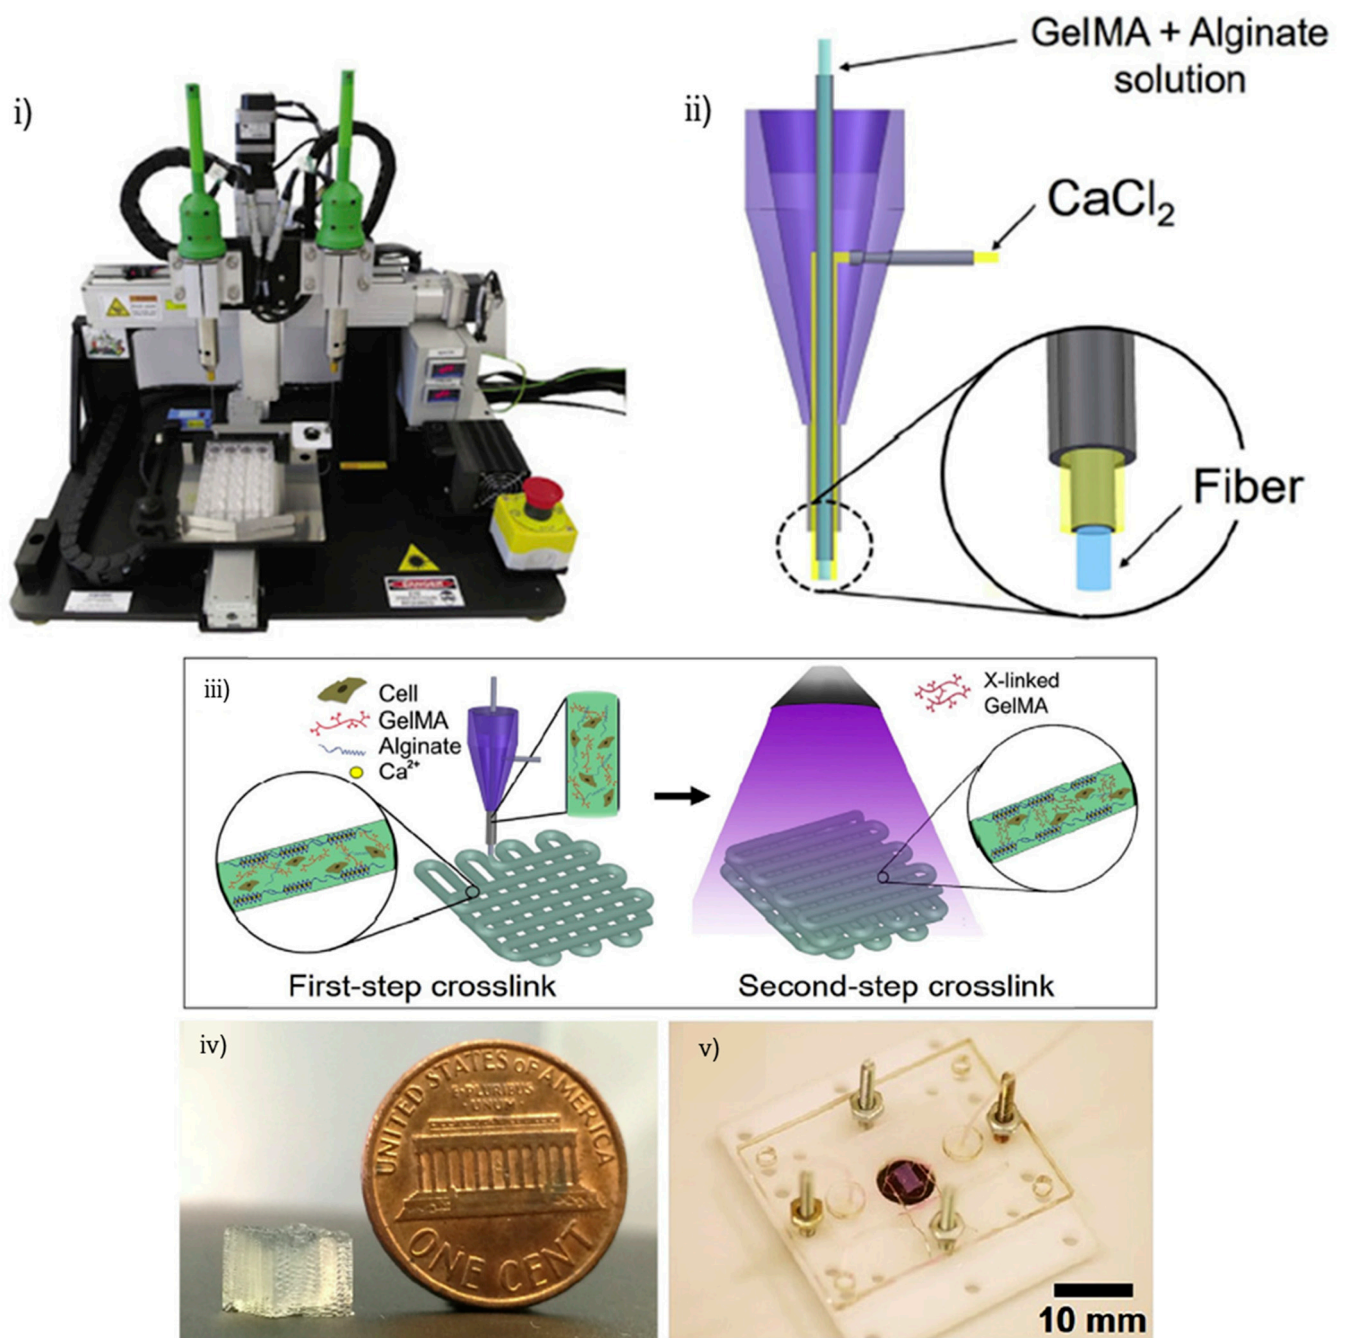 i)
ii)
GelMA + Alginate
solution
CaCl₂
Fiber
iii)
Cell
GelMA
Alginate
Ca²⁺
X-linked
GelMA
First-step crosslink
Second-step crosslink
iv)
UNITED STATES OF AMERICA
E·PLURIBUS
UNUM
ONE CENT
v)
10 mm
DANGER